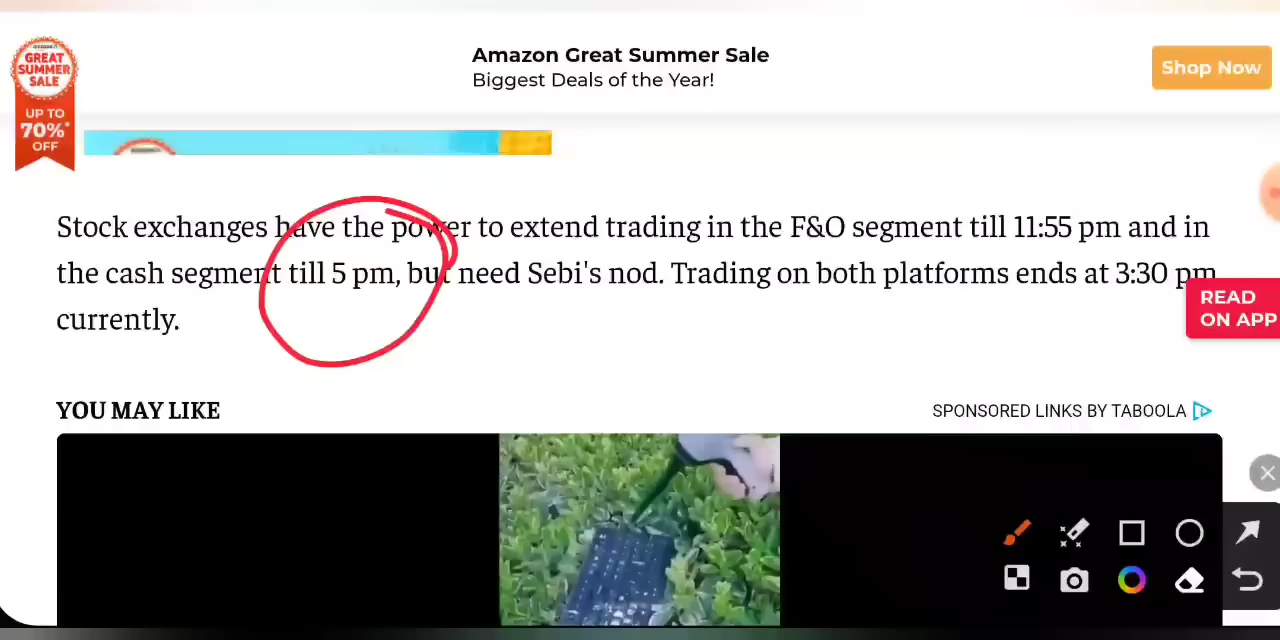 Amazon Great Summer Sale
Biggest Deals of the Year!
Shop Now
GREAT
SUMMER
SALE
UP TO
70%*
OFF
Stock exchanges have the power to extend trading in the F&O segment till 11:55 pm and in
the cash segment till 5 pm, but need Sebi's nod. Trading on both platforms ends at 3:30 pm
currently.
READ
ON APP
YOU MAY LIKE
SPONSORED LINKS BY TABOOLA